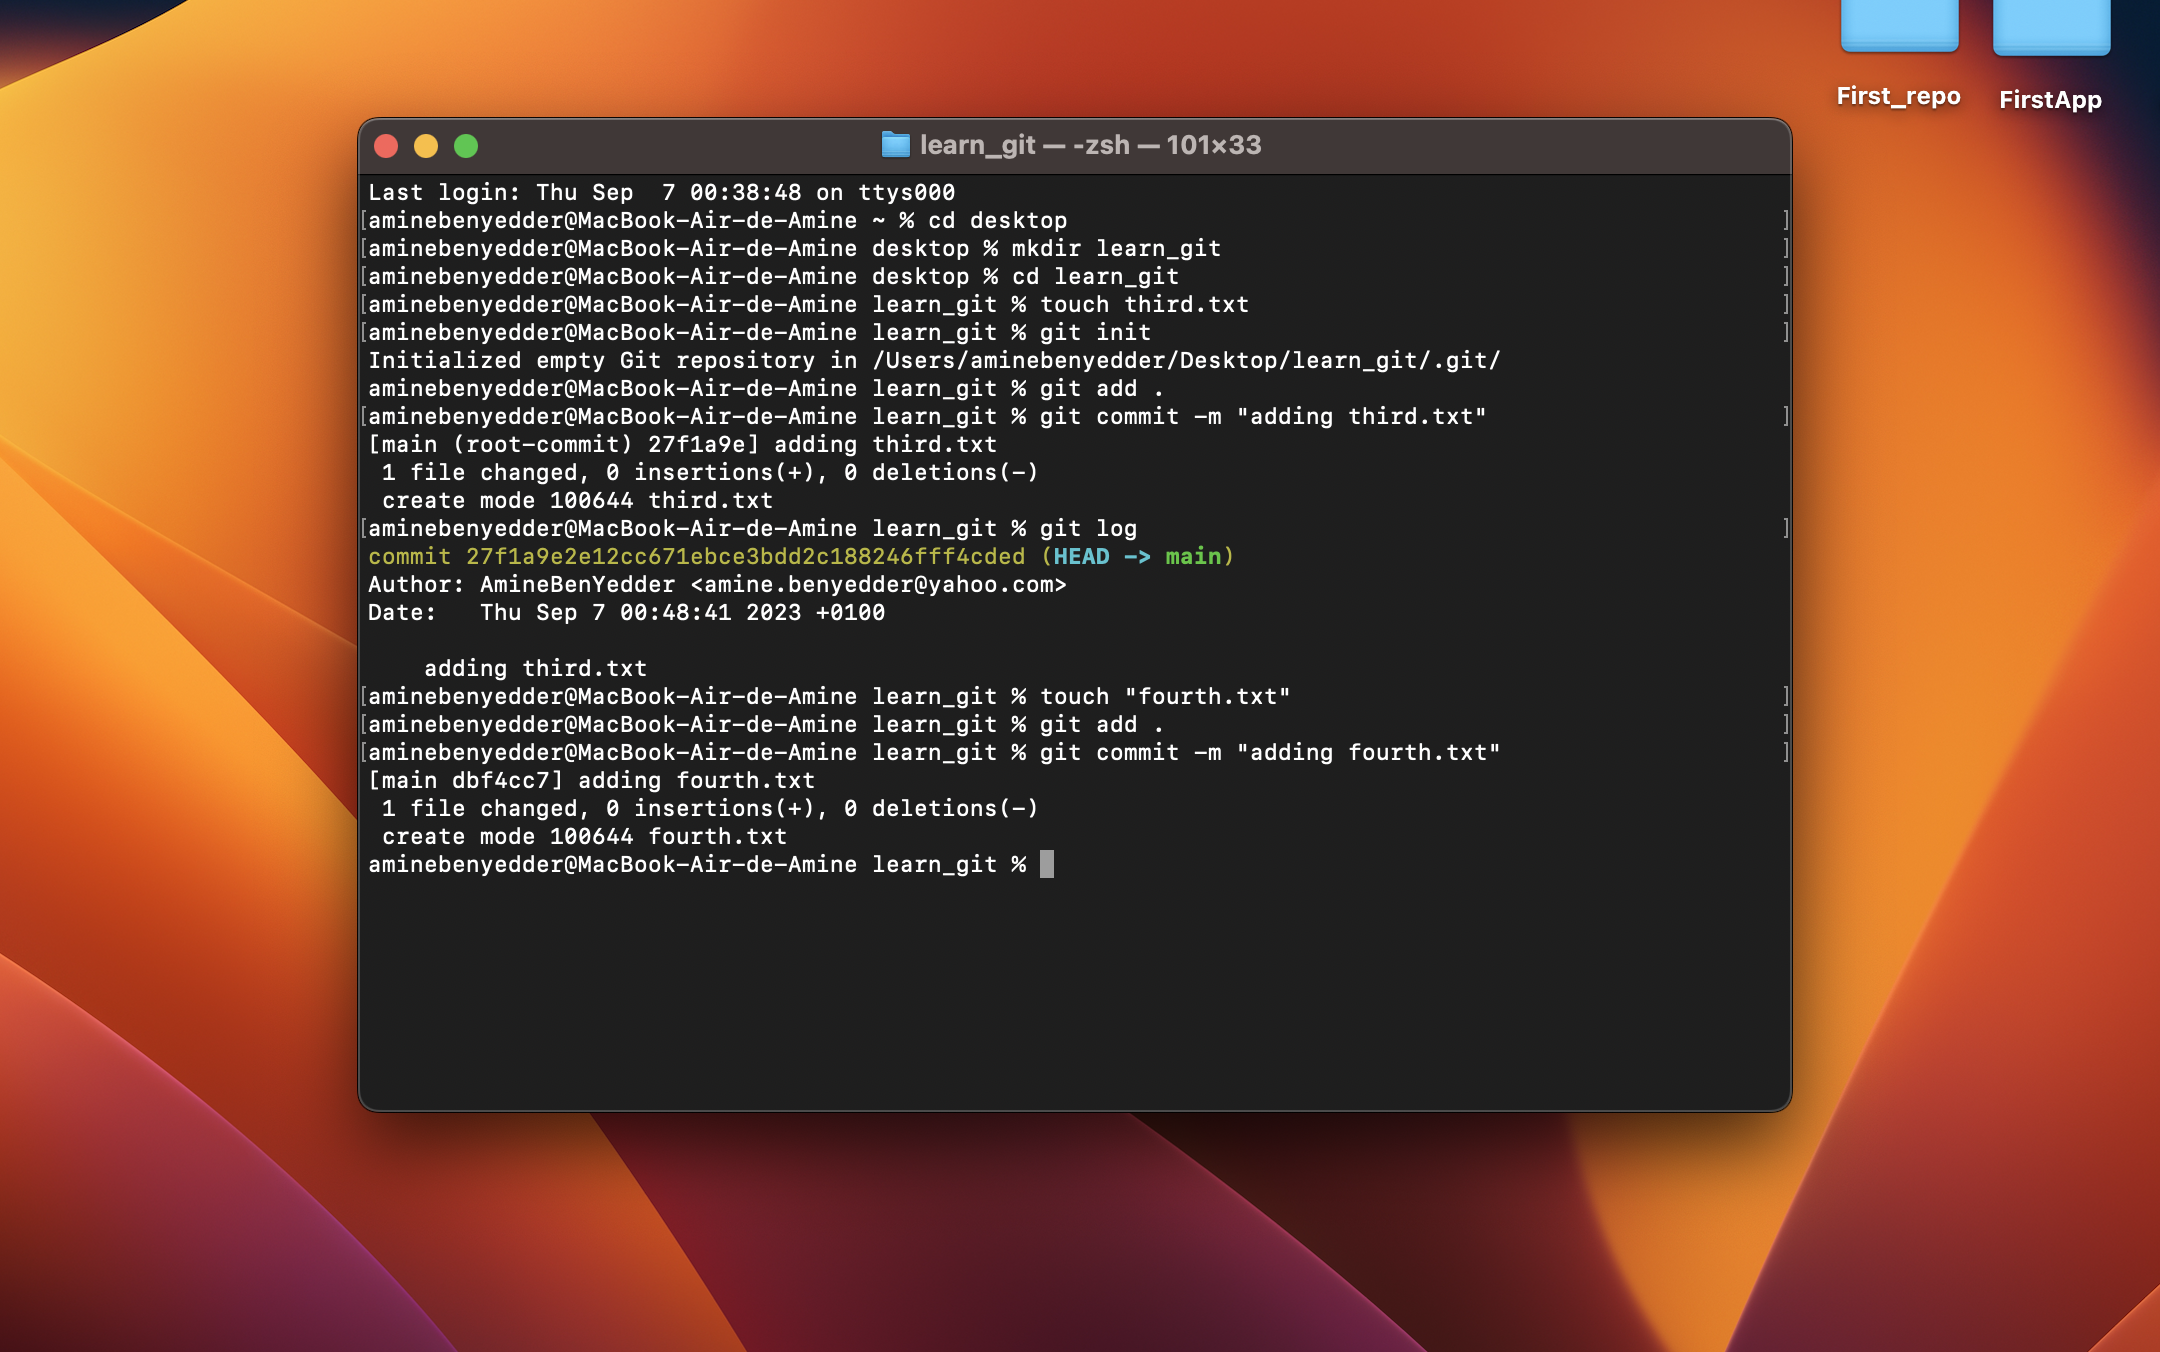 First_repo
FirstApp
learn_git — -zsh — 101×33
Last login: Thu Sep  7 00:38:48 on ttys000
[aminebenyedder@MacBook-Air-de-Amine ~ % cd desktop ]
[aminebenyedder@MacBook-Air-de-Amine desktop % mkdir learn_git ]
[aminebenyedder@MacBook-Air-de-Amine desktop % cd learn_git ]
[aminebenyedder@MacBook-Air-de-Amine learn_git % touch third.txt ]
[aminebenyedder@MacBook-Air-de-Amine learn_git % git init ]
Initialized empty Git repository in /Users/aminebenyedder/Desktop/learn_git/.git/
aminebenyedder@MacBook-Air-de-Amine learn_git % git add .
[aminebenyedder@MacBook-Air-de-Amine learn_git % git commit -m "adding third.txt" ]
[main (root-commit) 27f1a9e] adding third.txt
 1 file changed, 0 insertions(+), 0 deletions(-)
 create mode 100644 third.txt
[aminebenyedder@MacBook-Air-de-Amine learn_git % git log ]
commit 27f1a9e2e12cc671ebce3bdd2c188246fff4cded (HEAD -> main)
Author: AmineBenYedder <amine.benyedder@yahoo.com>
Date:   Thu Sep 7 00:48:41 2023 +0100
    adding third.txt
[aminebenyedder@MacBook-Air-de-Amine learn_git % touch "fourth.txt" ]
[aminebenyedder@MacBook-Air-de-Amine learn_git % git add . ]
[aminebenyedder@MacBook-Air-de-Amine learn_git % git commit -m "adding fourth.txt" ]
[main dbf4cc7] adding fourth.txt
 1 file changed, 0 insertions(+), 0 deletions(-)
 create mode 100644 fourth.txt
aminebenyedder@MacBook-Air-de-Amine learn_git %